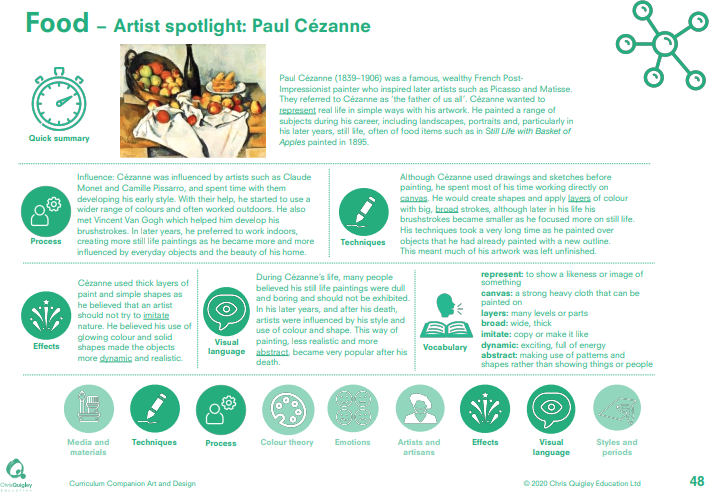 Food – Artist spotlight: Paul Cézanne
Quick summary
Paul Cézanne (1839–1906) was a famous, wealthy French Post-
Impressionist painter who inspired later artists such as Picasso and Matisse.
They referred to Cézanne as ‘the father of us all’. Cézanne wanted to
represent real life in simple ways with his artwork. He painted a range of
subjects during his career, including landscapes, portraits and, particularly in
his later years, still life, often of food items such as in Still Life with Basket of
Apples painted in 1895.
Process
Influence: Cézanne was influenced by artists such as Claude
Monet and Camille Pissarro, and spent time with them
developing his early style. With their help, he started to use a
wider range of colours and often worked outdoors. He also
met Vincent Van Gogh which helped him develop his
brushstrokes. In later years, he preferred to work indoors,
creating more still life paintings as he became more and more
influenced by everyday objects and the beauty of his home.
Techniques
Although Cézanne used drawings and sketches before
painting, he spent most of his time working directly on
canvas. He would create shapes and apply layers of colour
with big, broad strokes, although later in his life his
brushstrokes became smaller as he focused more on still life.
His techniques took a very long time as he painted over
objects that he had already painted with a new outline.
This meant much of his artwork was left unfinished.
Effects
Cézanne used thick layers of
paint and simple shapes as
he believed that an artist
should not try to imitate
nature. He believed his use of
glowing colour and solid
shapes made the objects
more dynamic and realistic.
Visual
language
During Cézanne’s life, many people
believed his still life paintings were dull
and boring and should not be exhibited.
In his later years, and after his death,
artists were influenced by his style and
use of colour and shape. This way of
painting, less realistic and more
abstract, became very popular after his
death.
Vocabulary
represent: to show a likeness or image of
something
canvas: a strong heavy cloth that can be
painted on
layers: many levels or parts
broad: wide, thick
imitate: copy or make it like
dynamic: exciting, full of energy
abstract: making use of patterns and
shapes rather than showing things or people
Media and
materials
Techniques
Process
Colour theory
Emotions
Artists and
artisans
Effects
Visual
language
Styles and
periods
ChrisQuigley
Education
Curriculum Companion Art and Design
© 2020 Chris Quigley Education Ltd
48